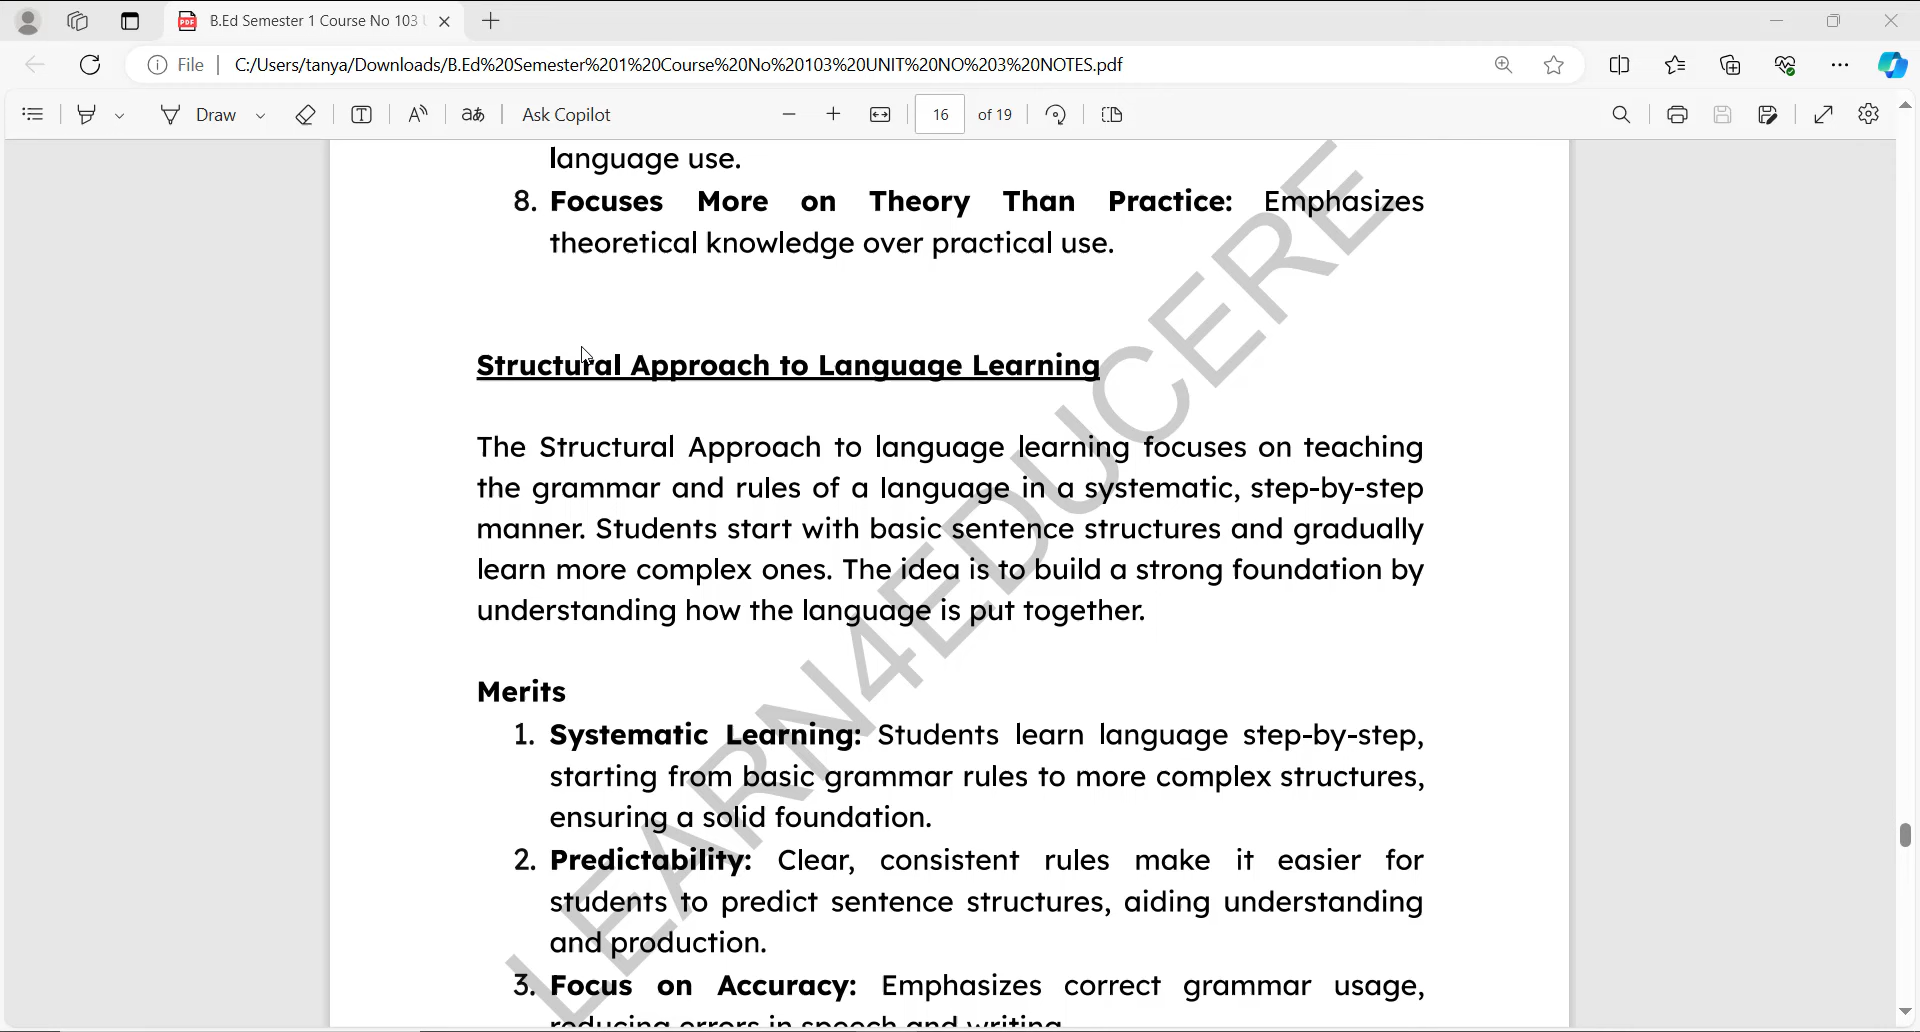 B.Ed Semester 1 Course No 103
File
C:/Users/tanya/Downloads/B.Ed%20Semester%201%20Course%20No%20103%20UNIT%20NO%203%20NOTES.pdf
Draw
Ask Copilot
16
of 19
language use.
8. Focuses More on Theory Than Practice: Emphasizes
theoretical knowledge over practical use.
Structural Approach to Language Learning
The Structural Approach to language learning focuses on teaching
the grammar and rules of a language in a systematic, step-by-step
manner. Students start with basic sentence structures and gradually
learn more complex ones. The idea is to build a strong foundation by
understanding how the language is put together.
Merits
1. Systematic Learning: Students learn language step-by-step,
starting from basic grammar rules to more complex structures,
ensuring a solid foundation.
2. Predictability: Clear, consistent rules make it easier for
students to predict sentence structures, aiding understanding
and production.
3. Focus on Accuracy: Emphasizes correct grammar usage,
reducing errors in speech and writing
LEARN4EDUCERE